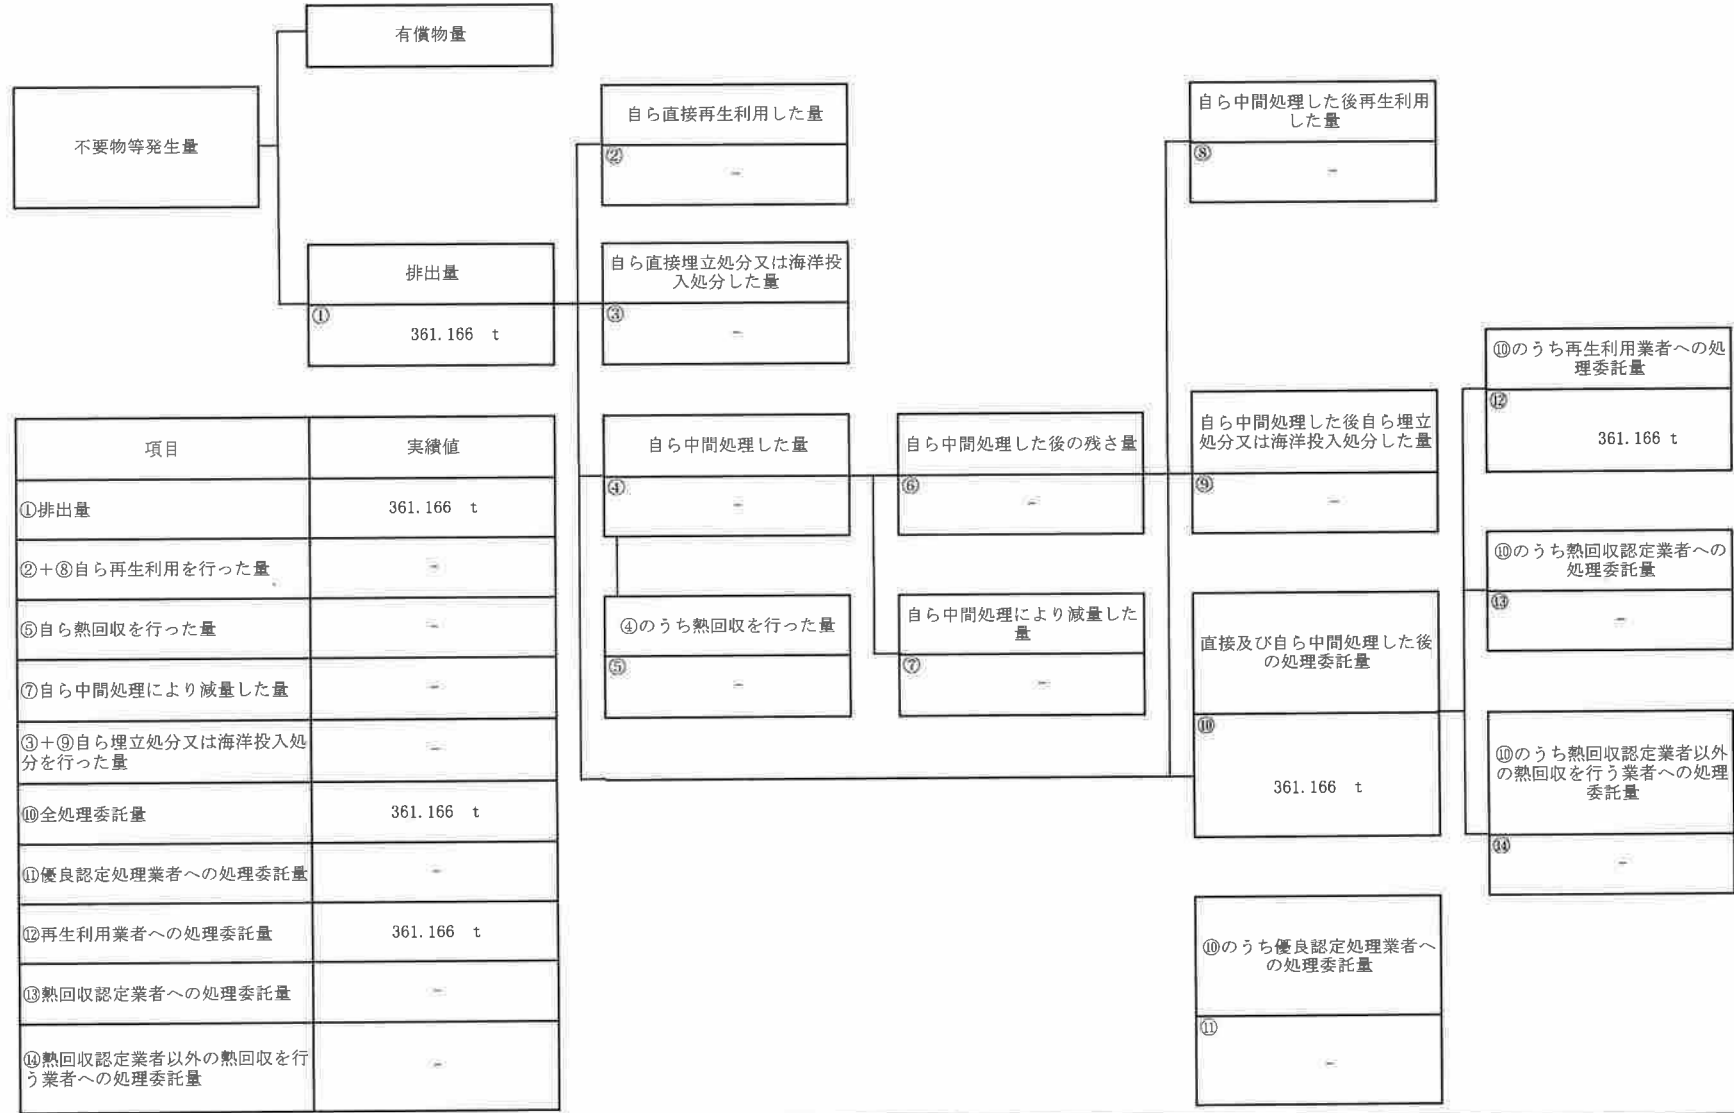 有償物量
不要物等発生量
排出量
①
361.166 t
自ら直接再生利用した量
②
-
自ら直接埋立処分又は海洋投
入処分した量
③
-
自ら中間処理した量
④
-
④のうち熱回収を行った量
⑤
-
自ら中間処理した後の残さ量
⑥
-
自ら中間処理により減量した
量
⑦
-
自ら中間処理した後再生利用
した量
⑧
-
自ら中間処理した後自ら埋立
処分又は海洋投入処分した量
⑨
-
直接及び自ら中間処理した後
の処理委託量
⑩
361.166 t
⑩のうち優良認定処理業者へ
の処理委託量
⑪
-
⑩のうち再生利用業者への処
理委託量
⑫
361.166 t
⑩のうち熱回収認定業者への
処理委託量
⑬
-
⑩のうち熱回収認定業者以外
の熱回収を行う業者への処理
委託量
⑭
-
項目 実績値
①排出量 361.166 t
②+⑧自ら再生利用を行った量 -
⑤自ら熱回収を行った量 -
⑦自ら中間処理により減量した量 -
③+⑨自ら埋立処分又は海洋投入処
分を行った量 -
⑩全処理委託量 361.166 t
⑪優良認定処理業者への処理委託量 -
⑫再生利用業者への処理委託量 361.166 t
⑬熱回収認定業者への処理委託量 -
⑭熱回収認定業者以外の熱回収を行
う業者への処理委託量 -